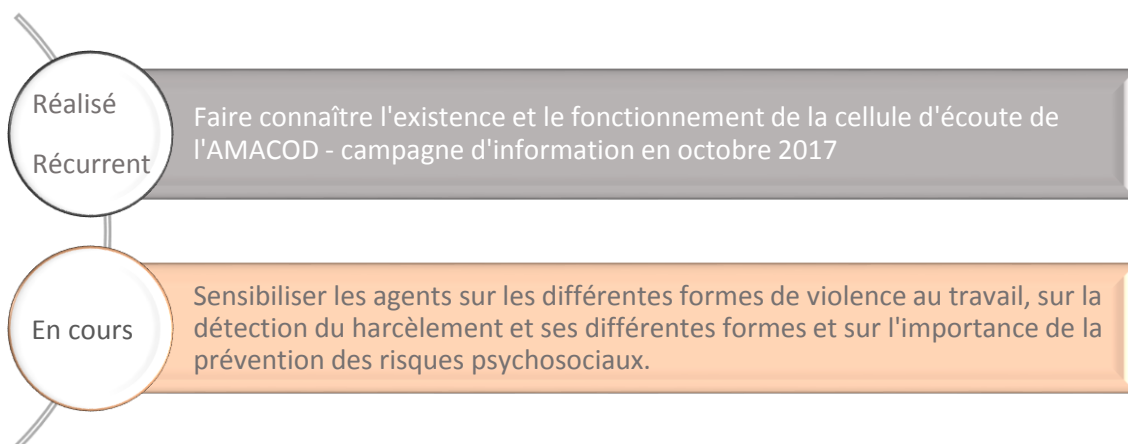 Réalisé
Récurrent
Faire connaître l'existence et le fonctionnement de la cellule d'écoute de
l'AMACOD - campagne d'information en octobre 2017
En cours
Sensibiliser les agents sur les différentes formes de violence au travail, sur la
détection du harcèlement et ses différentes formes et sur l'importance de la
prévention des risques psychosociaux.